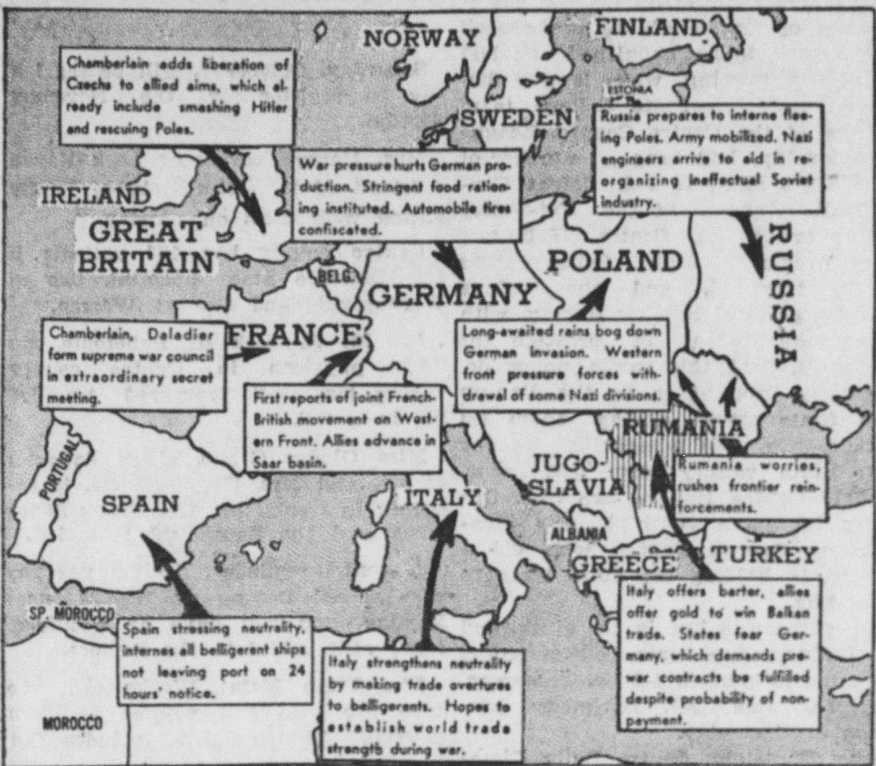 NORWAY
FINLAND
Chamberlain adds liberation of
Czechs to allied aims, which al-
ready include smashing Hitler
and rescuing Poles.
ESTONIA
SWEDEN
Russia prepares to interne flee-
ing Poles. Army mobilized. Nazi
engineers arrive to aid in re-
organizing ineffectual Soviet
industry.
War pressure hurts German pro-
duction. Stringent food ration-
ing instituted. Automobile tires
confiscated.
IRELAND
GREAT
BRITAIN
BELG.
GERMANY
POLAND
RUSSIA
Chamberlain, Daladier
form supreme war council
in extraordinary secret
meeting.
FRANCE
First reports of joint French-
British movement on West-
ern Front. Allies advance in
Saar basin.
Long-awaited rains bog down
German Invasion. Western
front pressure forces with-
drawal of some Nazi divisions.
RUMANIA
Rumania worries,
rushes frontier rein-
forcements.
JUGO-
SLAVIA
PORTUGAL
SPAIN
ITALY
ALBANIA
GREECE
TURKEY
SP. MOROCCO
MOROCCO
Spain stressing neutrality,
internes all belligerent ships
not leaving port on 24
hours' notice.
Italy strengthens neutrality
by making trade overtures
to belligerents. Hopes to
establish world trade
strength during war.
Italy offers barter, allies
offer gold to win Balkan
trade. States fear Ger-
many, which demands pre-
war contracts be fulfilled
despite probability of non-
payment.